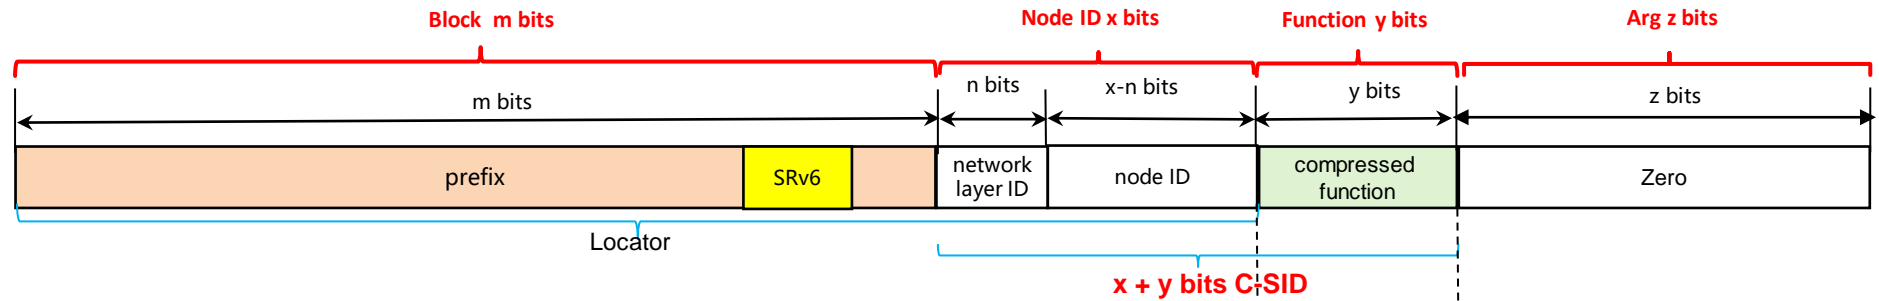 Block m bits
Node ID x bits
Function y bits
Arg z bits
m bits
n bits
x-n bits
y bits
z bits
prefix
SRv6
network
layer ID
node ID
compressed
function
Zero
Locator
x + y bits C-SID